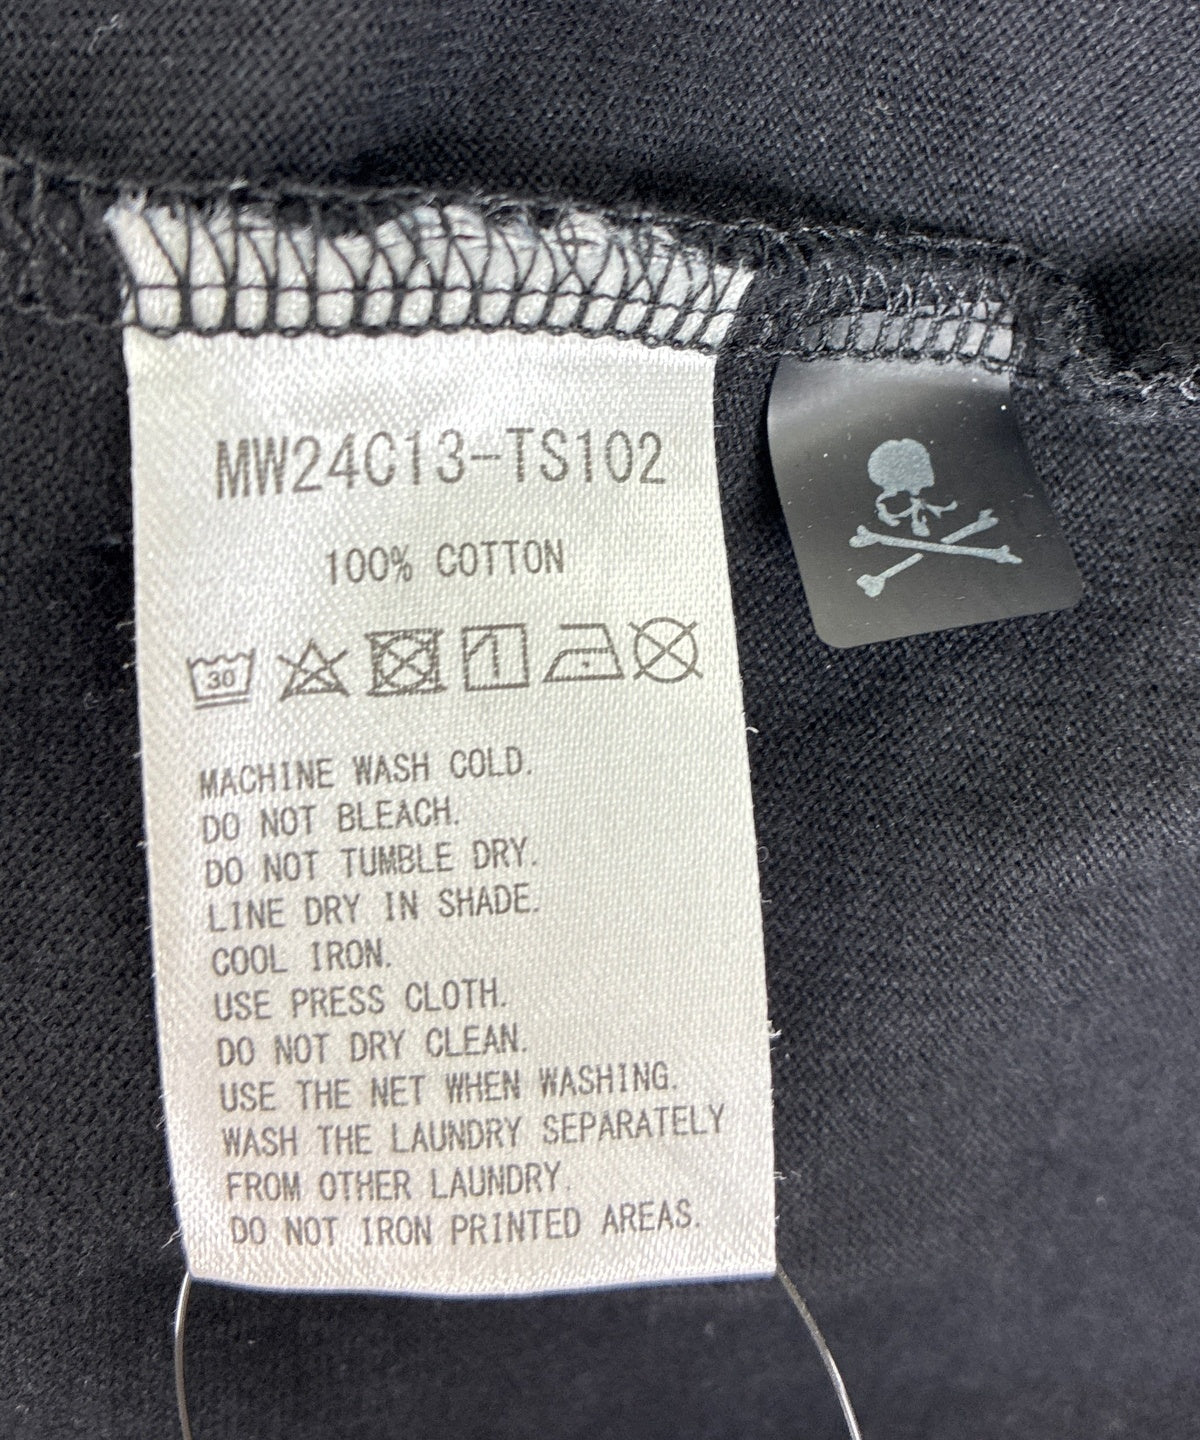 MW24C13-TS102
100% COTTON
30
MACHINE WASH COLD.
DO NOT BLEACH.
DO NOT TUMBLE DRY.
LINE DRY IN SHADE.
COOL IRON.
USE PRESS CLOTH.
DO NOT DRY CLEAN.
USE THE NET WHEN WASHING.
WASH THE LAUNDRY SEPARATELY
FROM OTHER LAUNDRY.
DO NOT IRON PRINTED AREAS.